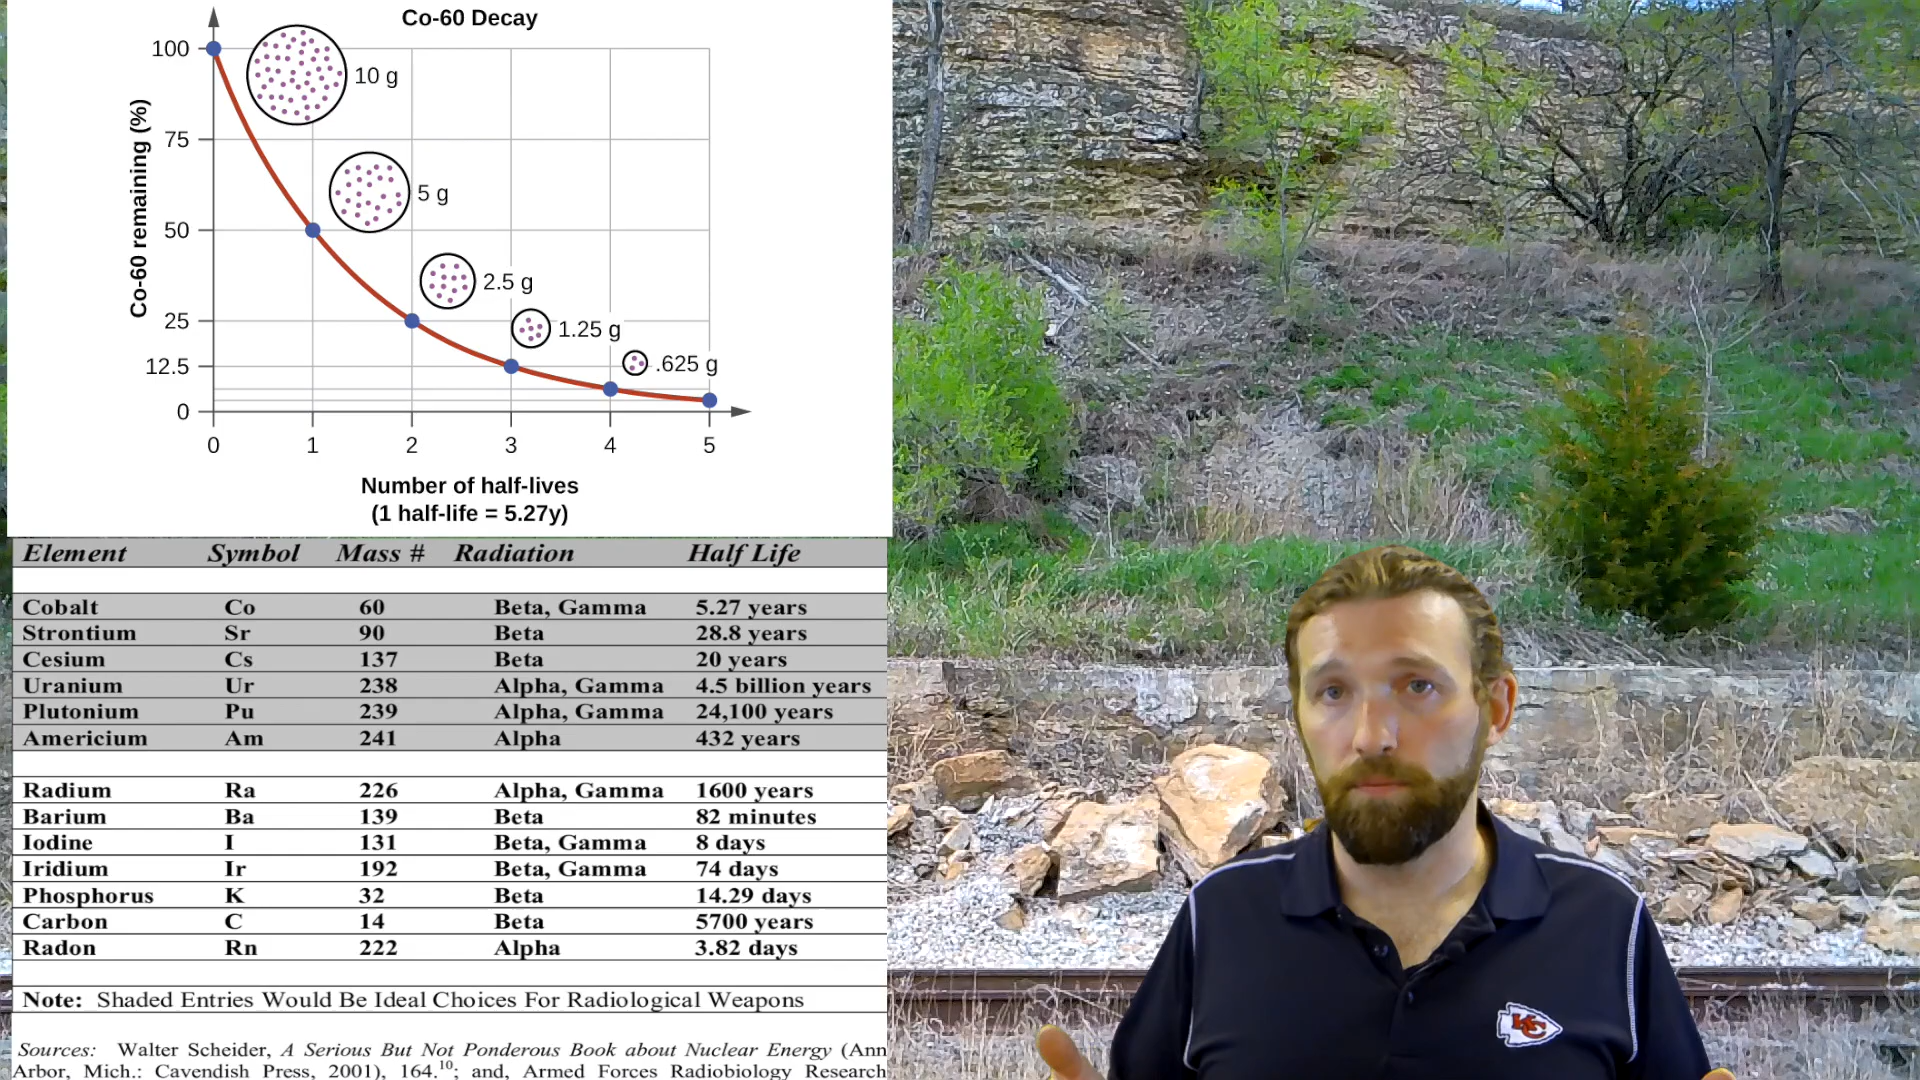 Co-60 Decay
Co-60 remaining (%)
100
75
50
25
12.5
0
10 g
5 g
2.5 g
1.25 g
.625 g
0 1 2 3 4 5
Number of half-lives
(1 half-life = 5.27y)
Element Symbol Mass # Radiation Half Life
Cobalt Co 60 Beta, Gamma 5.27 years
Strontium Sr 90 Beta 28.8 years
Cesium Cs 137 Beta 20 years
Uranium Ur 238 Alpha, Gamma 4.5 billion years
Plutonium Pu 239 Alpha, Gamma 24,100 years
Americium Am 241 Alpha 432 years
Radium Ra 226 Alpha, Gamma 1600 years
Barium Ba 139 Beta 82 minutes
Iodine I 131 Beta, Gamma 8 days
Iridium Ir 192 Beta, Gamma 74 days
Phosphorus K 32 Beta 14.29 days
Carbon C 14 Beta 5700 years
Radon Rn 222 Alpha 3.82 days
Note: Shaded Entries Would Be Ideal Choices For Radiological Weapons
Sources: Walter Scheider, A Serious But Not Ponderous Book about Nuclear Energy (Ann
Arbor, Mich.: Cavendish Press, 2001), 164.10; and, Armed Forces Radiobiology Research
KC